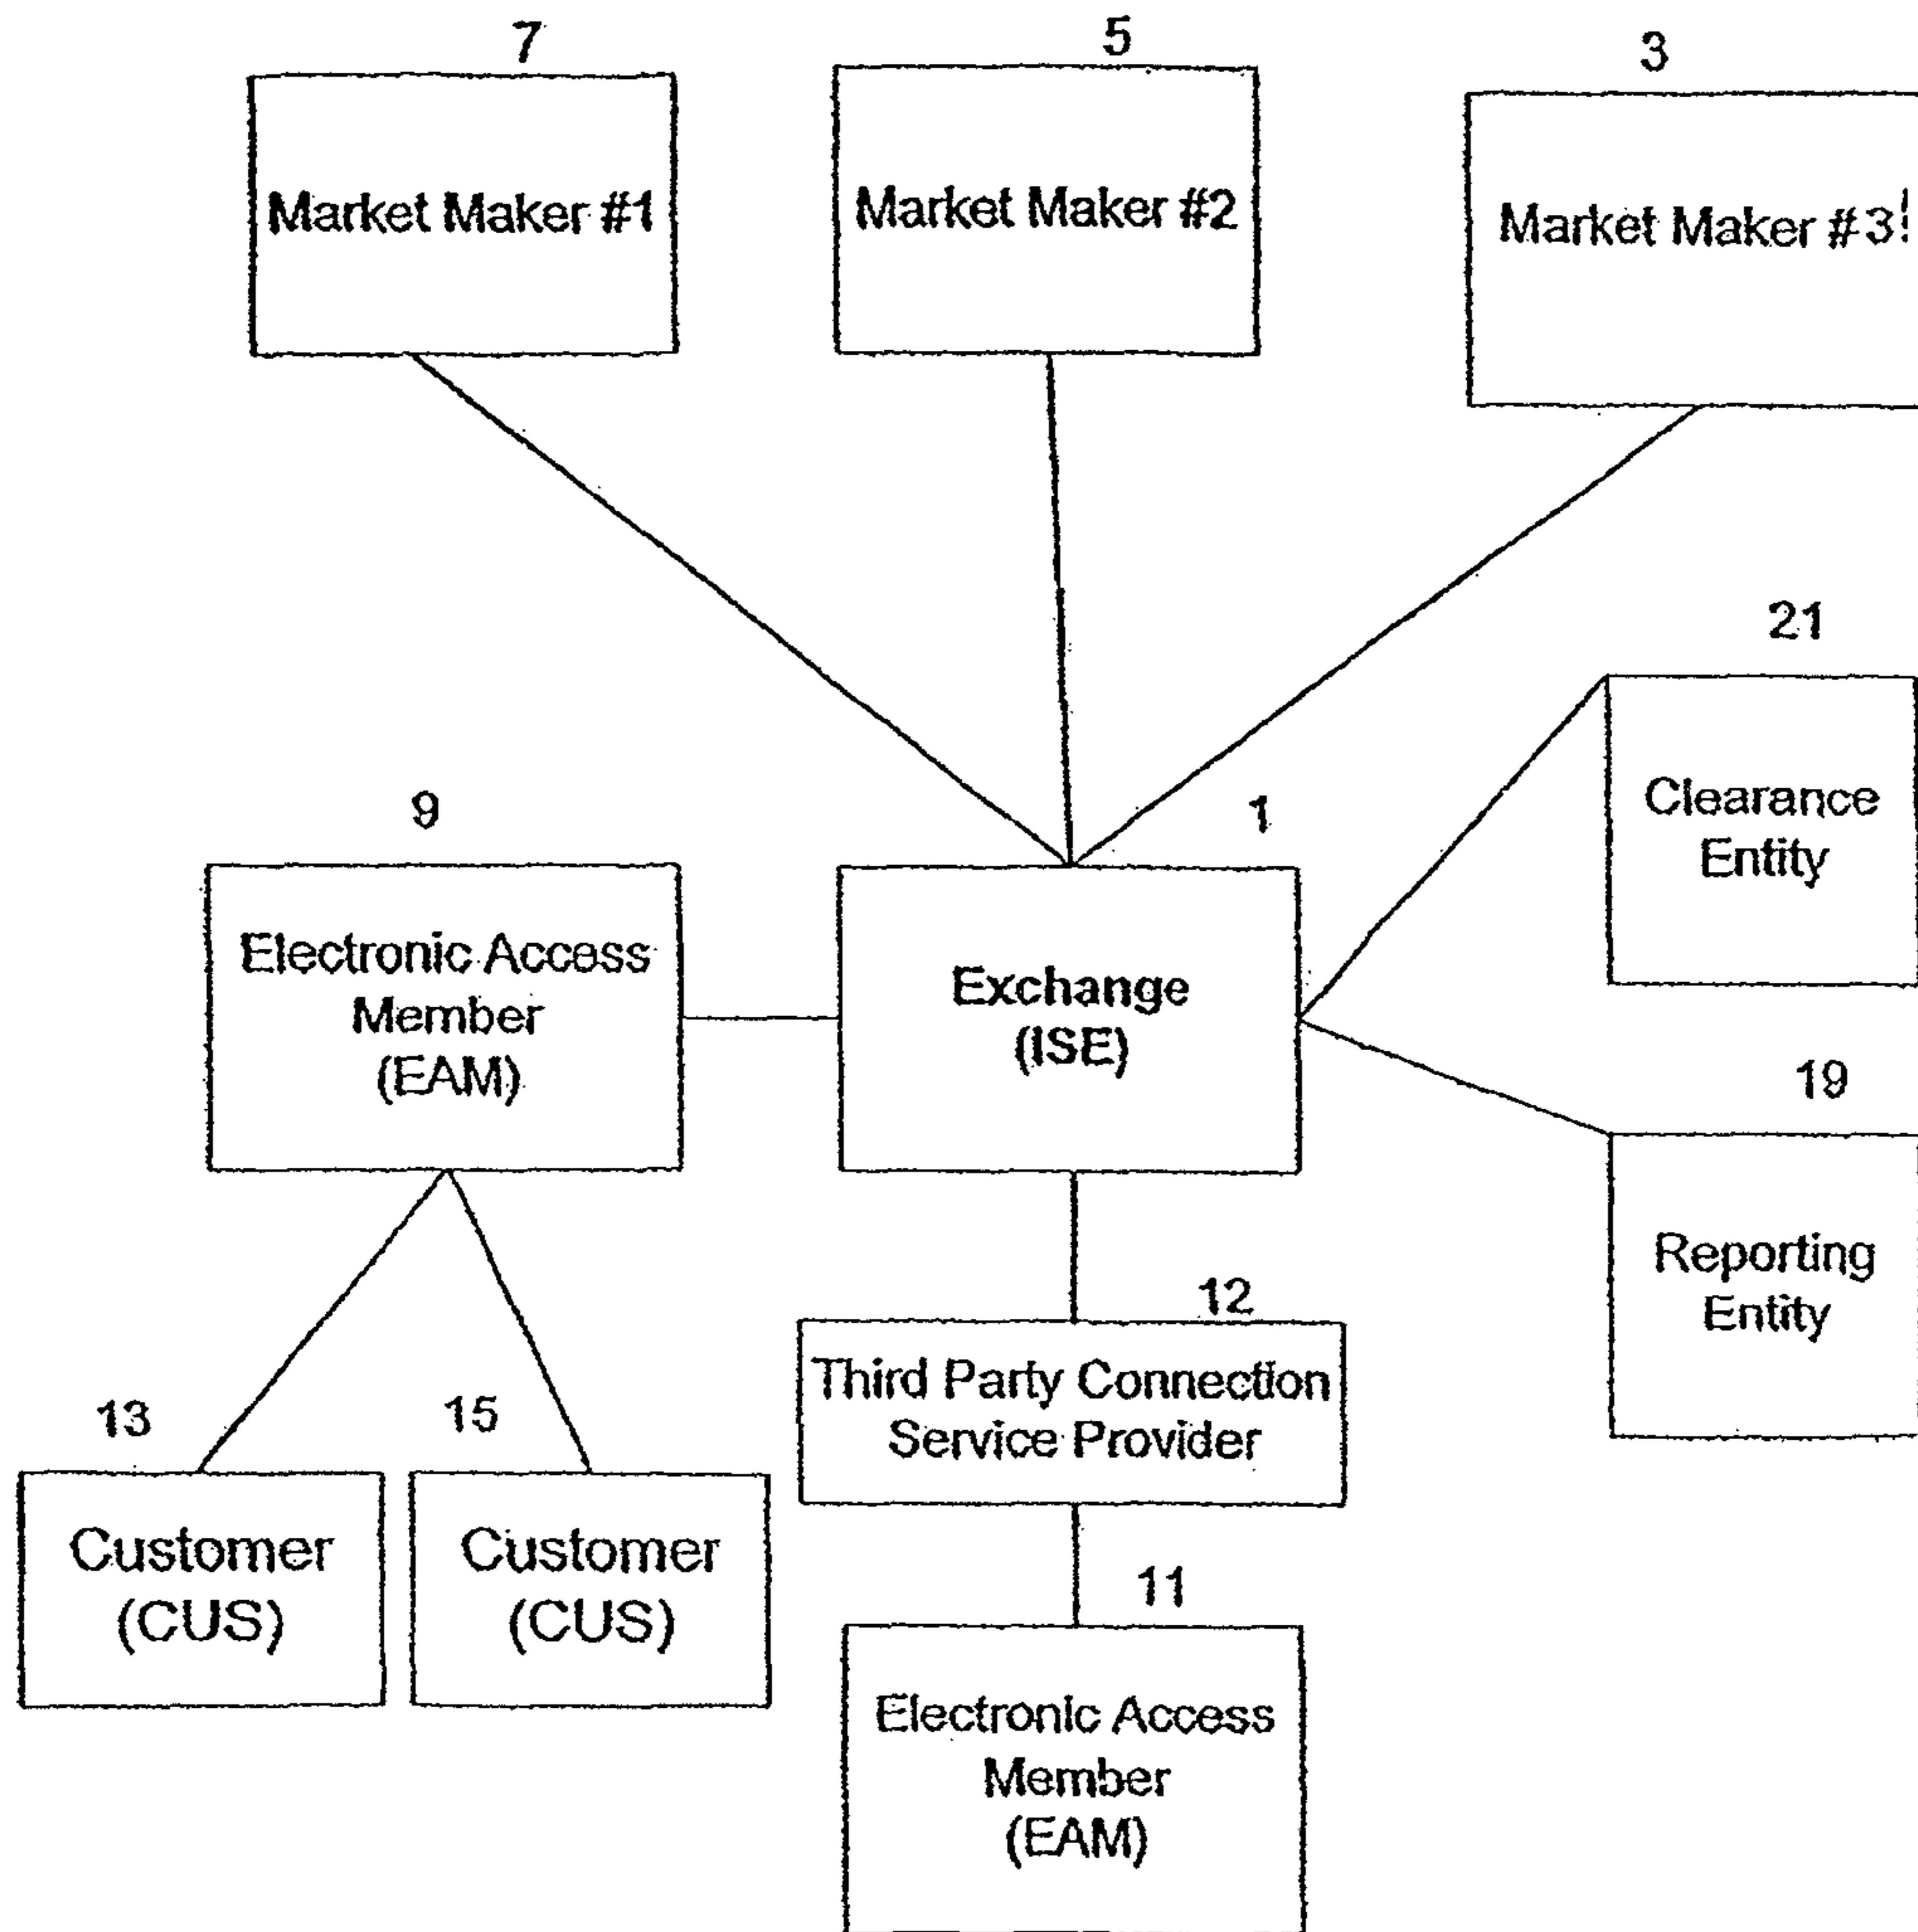 7
5
3
Market Maker #1
Market Maker #2
Market Maker #3
21
Clearance
Entity
9
1
Electronic Access
Member
(EAM)
Exchange
(ISE)
19
Reporting
Entity
12
Third Party Connection
Service Provider
13
15
Customer
(CUS)
Customer
(CUS)
11
Electronic Access
Member
(EAM)